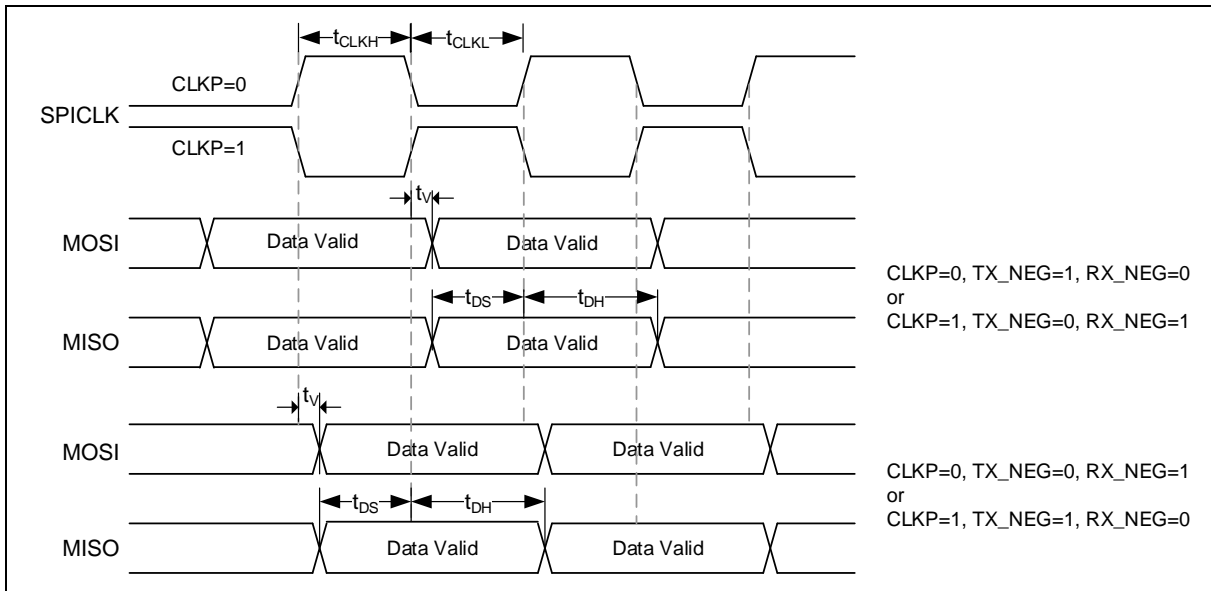 tCLKH
tCLKL
CLKP=0
SPICLK
CLKP=1
tV
MOSI
Data Valid
Data Valid
CLKP=0, TX_NEG=1, RX_NEG=0
or
CLKP=1, TX_NEG=0, RX_NEG=1
tDS
tDH
MISO
Data Valid
Data Valid
tV
MOSI
Data Valid
Data Valid
CLKP=0, TX_NEG=0, RX_NEG=1
or
CLKP=1, TX_NEG=1, RX_NEG=0
tDS
tDH
MISO
Data Valid
Data Valid